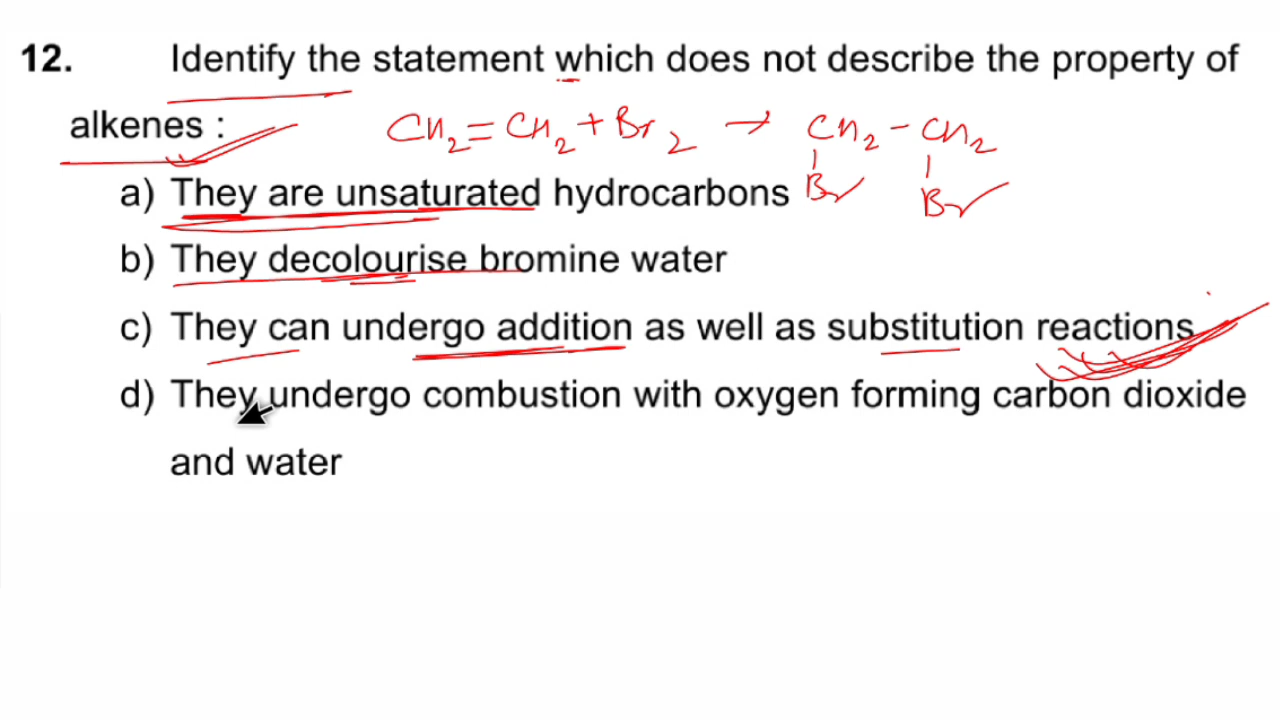 12. Identify the statement which does not describe the property of
alkenes :
CH₂=CH₂+Br₂ → CH₂-CH₂
Br Br
a) They are unsaturated hydrocarbons
b) They decolourise bromine water
c) They can undergo addition as well as substitution reactions
d) They undergo combustion with oxygen forming carbon dioxide
and water